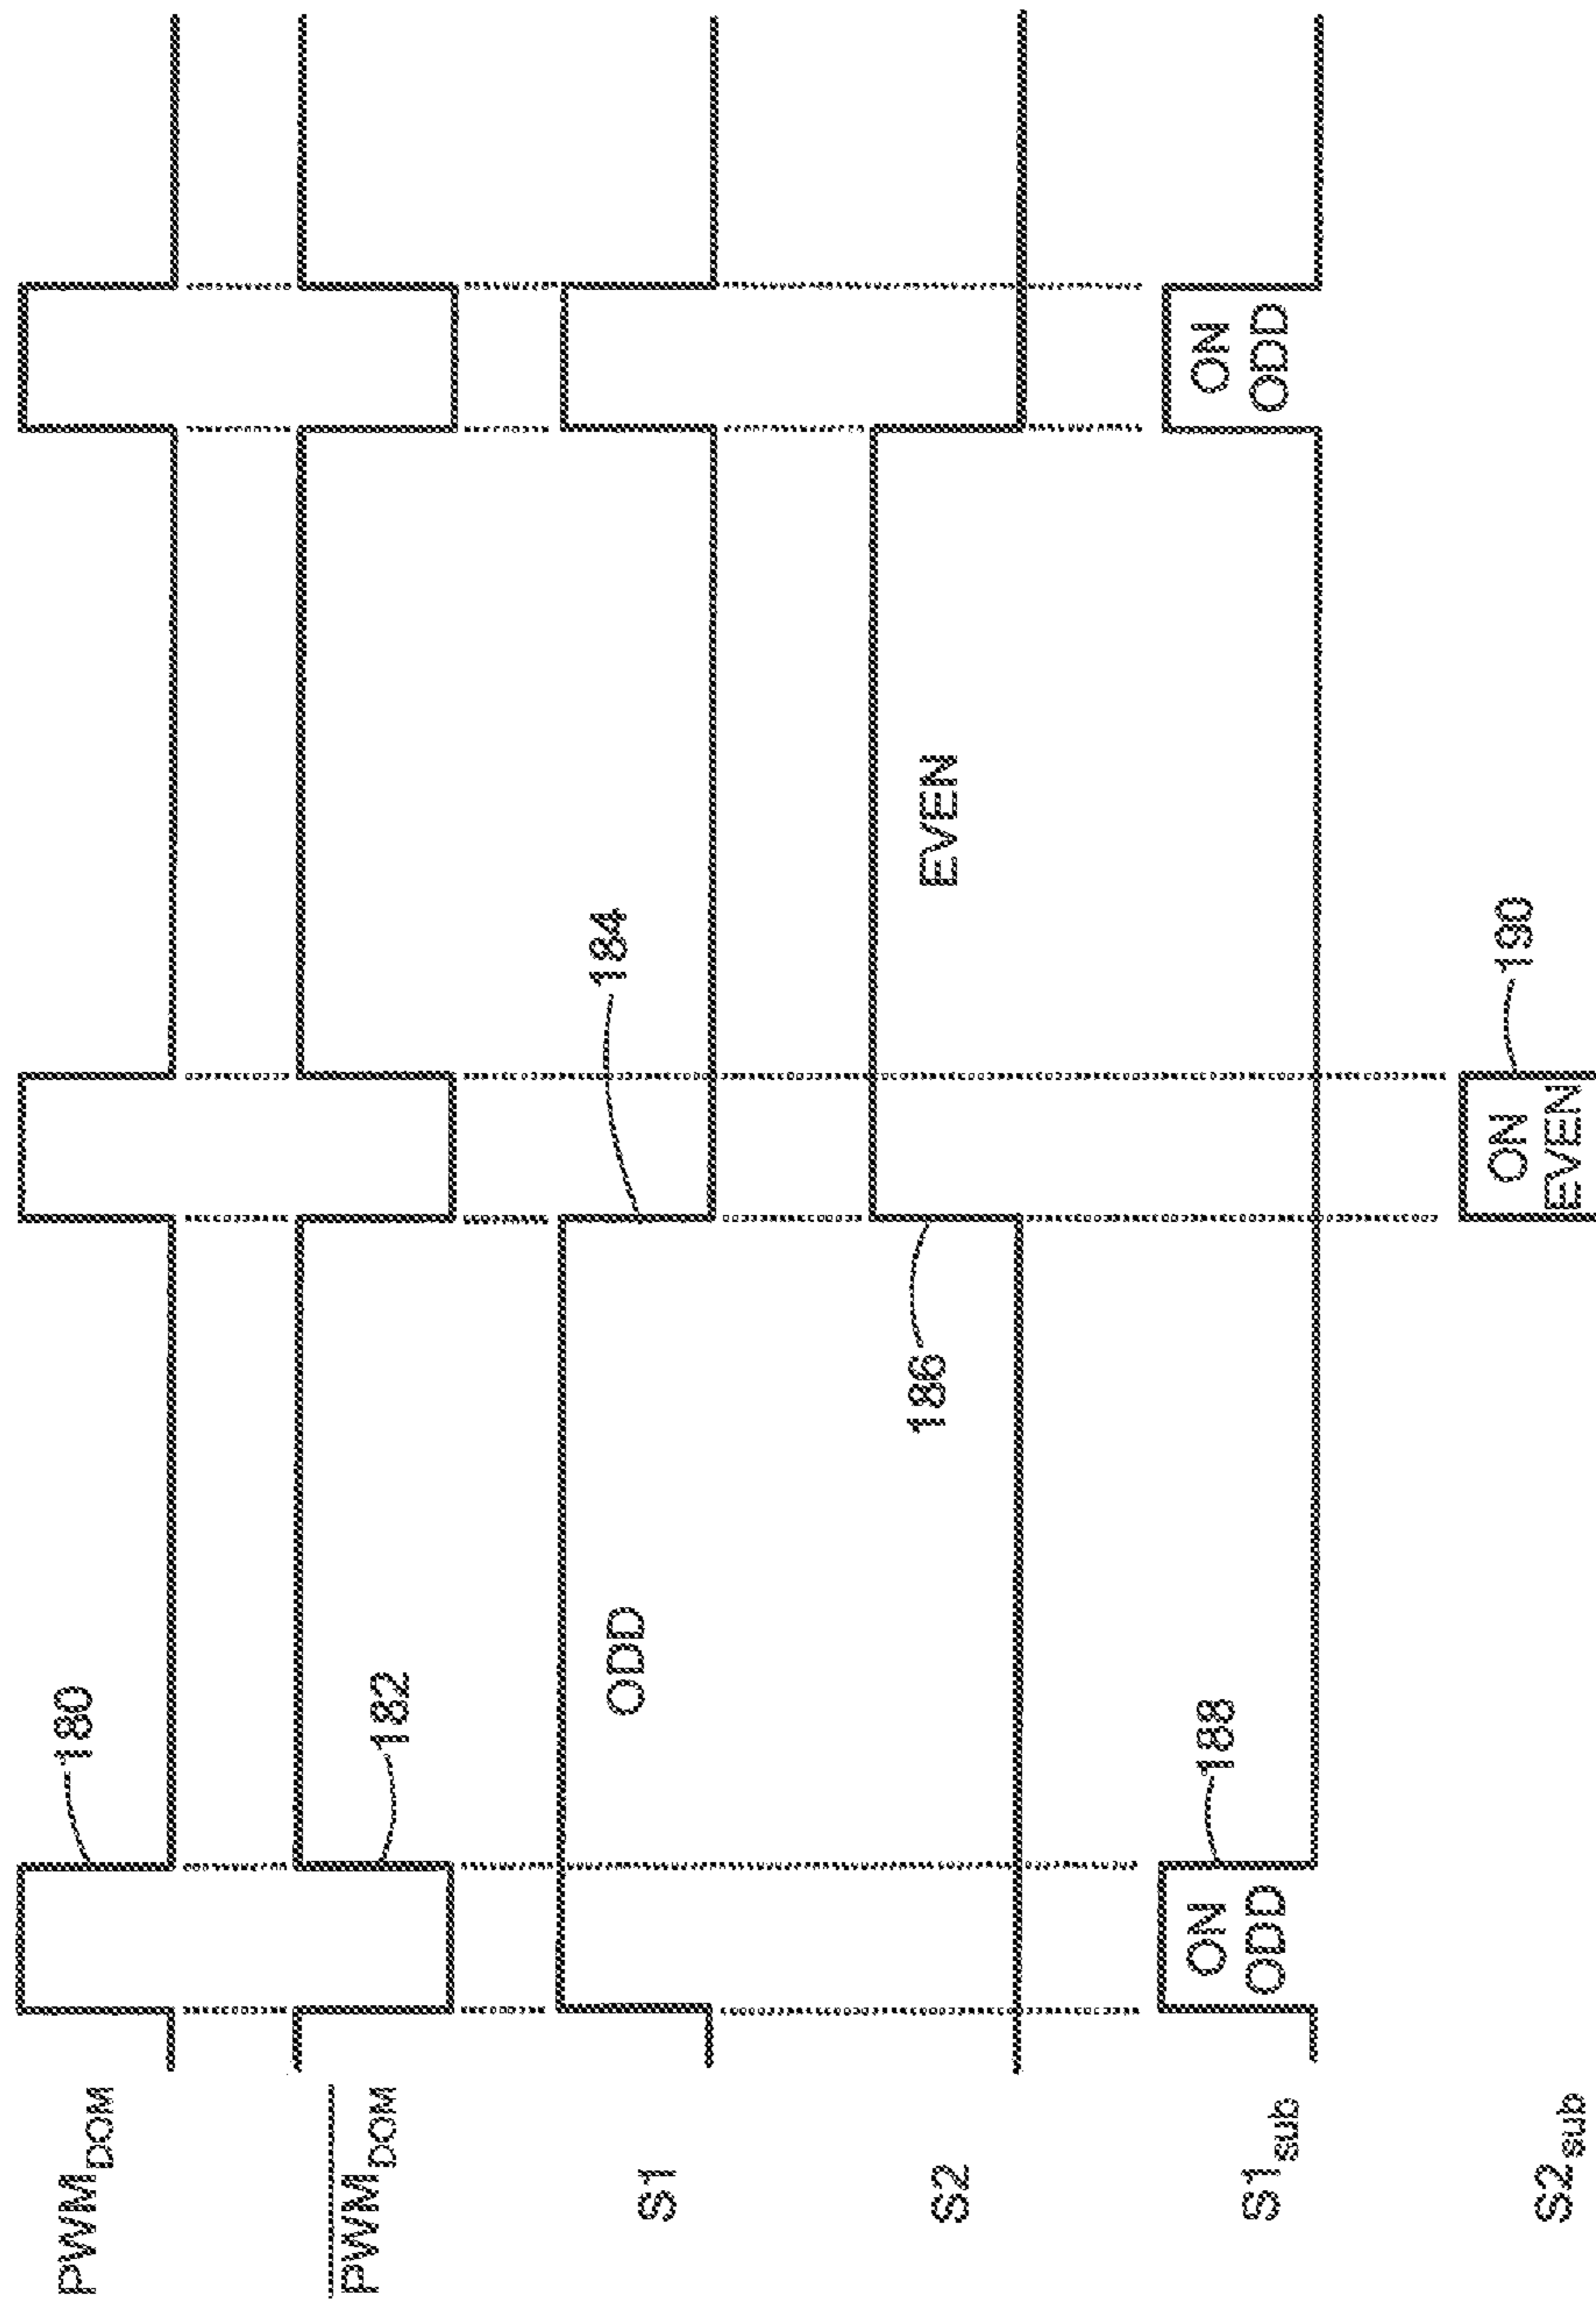 PWM_DOM
180
P̅W̅M̅_DOM
182
S1
ODD
184
S2
186
EVEN
S1_sub
ON
ODD
188
ON
ODD
S2_sub
ON
EVEN
190